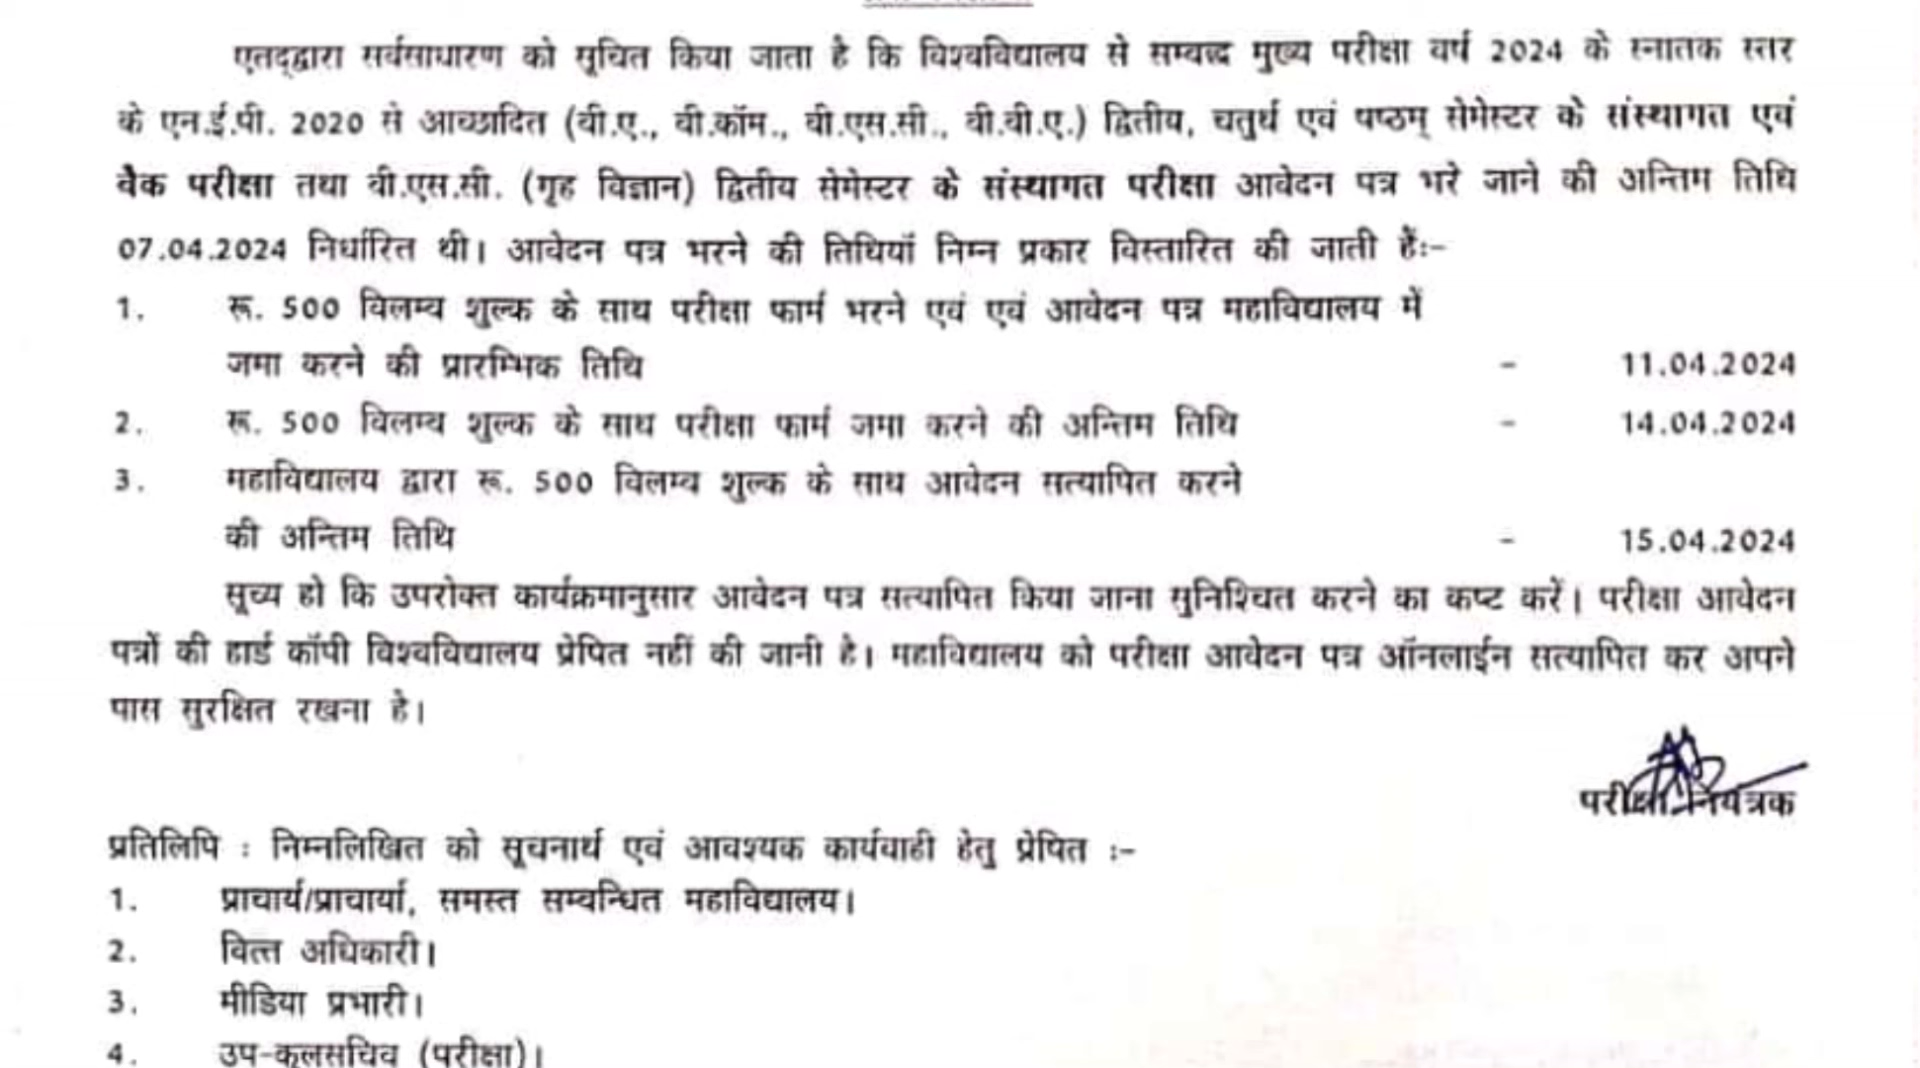 एतद्द्वारा सर्वसाधारण को सूचित किया जाता है कि विश्वविद्यालय से सम्बद्ध मुख्य परीक्षा वर्ष 2024 के स्नातक स्तर
के एन.ई.पी. 2020 से आच्छादित (बी.ए., बी.कॉम., बी.एस.सी., बी.बी.ए.) द्वितीय, चतुर्थ एवं षष्ठम् सेमेस्टर के संस्थागत एवं
बैक परीक्षा तथा बी.एस.सी. (गृह विज्ञान) द्वितीय सेमेस्टर के संस्थागत परीक्षा आवेदन पत्र भरे जाने की अन्तिम तिथि
07.04.2024 निर्धारित थी। आवेदन पत्र भरने की तिथियॉ निम्न प्रकार विस्तारित की जाती हैं:-
1. रू. 500 विलम्ब शुल्क के साथ परीक्षा फार्म भरने एवं एवं आवेदन पत्र महाविद्यालय में
जमा करने की प्रारम्भिक तिथि - 11.04.2024
2. रू. 500 विलम्ब शुल्क के साथ परीक्षा फार्म जमा करने की अन्तिम तिथि - 14.04.2024
3. महाविद्यालय द्वारा रू. 500 विलम्ब शुल्क के साथ आवेदन सत्यापित करने
की अन्तिम तिथि - 15.04.2024
सूच्य हो कि उपरोक्त कार्यक्रमानुसार आवेदन पत्र सत्यापित किया जाना सुनिश्चित करने का कष्ट करें। परीक्षा आवेदन
पत्रों की हार्ड कॉपी विश्वविद्यालय प्रेषित नहीं की जानी है। महाविद्यालय को परीक्षा आवेदन पत्र ऑनलाईन सत्यापित कर अपने
पास सुरक्षित रखना है।
परीक्षा नियंत्रक
प्रतिलिपि : निम्नलिखित को सूचनार्थ एवं आवश्यक कार्यवाही हेतु प्रेषित :-
1. प्राचार्य/प्राचार्या, समस्त सम्बन्धित महाविद्यालय।
2. वित्त अधिकारी।
3. मीडिया प्रभारी।
4. उप-कुलसचिव (परीक्षा)।